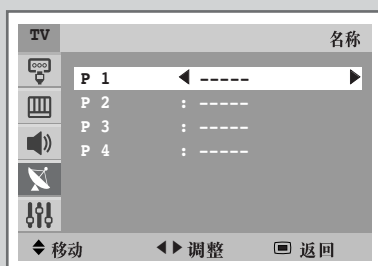 TV 名称
P 1 ◀ ----- ▶
P 2 : -----
P 3 : -----
P 4 : -----
◆ 移动 ◀▶ 调整 返回